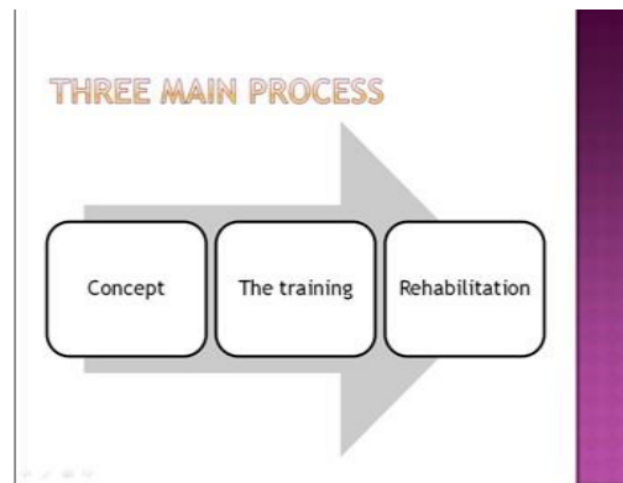 THREE MAIN PROCESS
Concept
The training
Rehabilitation